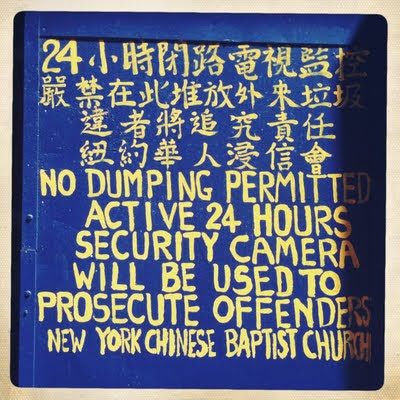 24小時閉路電視監控
嚴禁在此堆放外來垃圾
違者將追究責任
紐約華人浸信會
NO DUMPING PERMITTED
ACTIVE 24 HOURS
SECURITY CAMERA
WILL BE USED TO
PROSECUTE OFFENDERS
NEW YORK CHINESE BAPTIST CHURCH